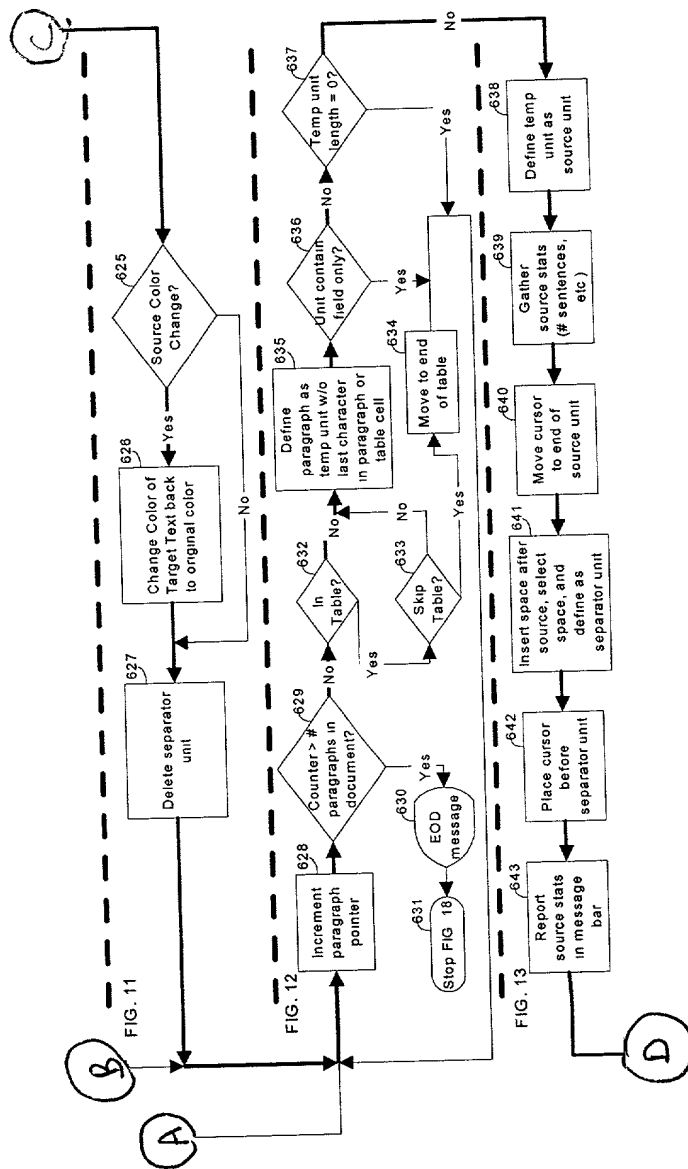 C
625
Source Color
Change?
Yes
No
626
Change Color of
Target Text back
to original color
627
Delete separator
unit
B
FIG. 11
A
FIG. 12
628
Increment
paragraph
pointer
629
Counter > #
paragraphs in
document?
Yes
630
EOD
message
631
Stop FIG 18
No
632
In
Table?
Yes
633
Skip
Table?
No
Yes
No
634
Move to end
of table
635
Define
paragraph as
temp unit w/o
last character
in paragraph or
table cell
636
Unit contain
field only?
Yes
No
637
Temp unit
length = 0?
Yes
No
FIG. 13
638
Define temp
unit as
source unit
639
Gather
source stats
(# sentences,
etc )
640
Move cursor
to end of
source unit
641
Insert space after
source, select
space, and
define as
separator unit
642
Place cursor
before
separator unit
643
Report
source stats
in message
bar
D